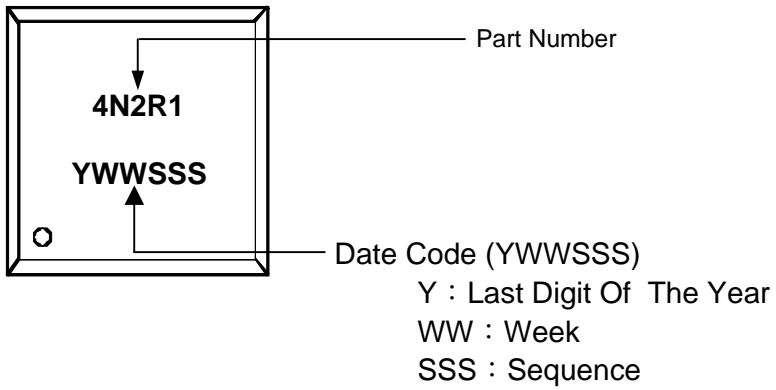 Part Number
4N2R1
YWWSSS
Date Code (YWWSSS)
Y：Last Digit Of The Year
WW：Week
SSS：Sequence